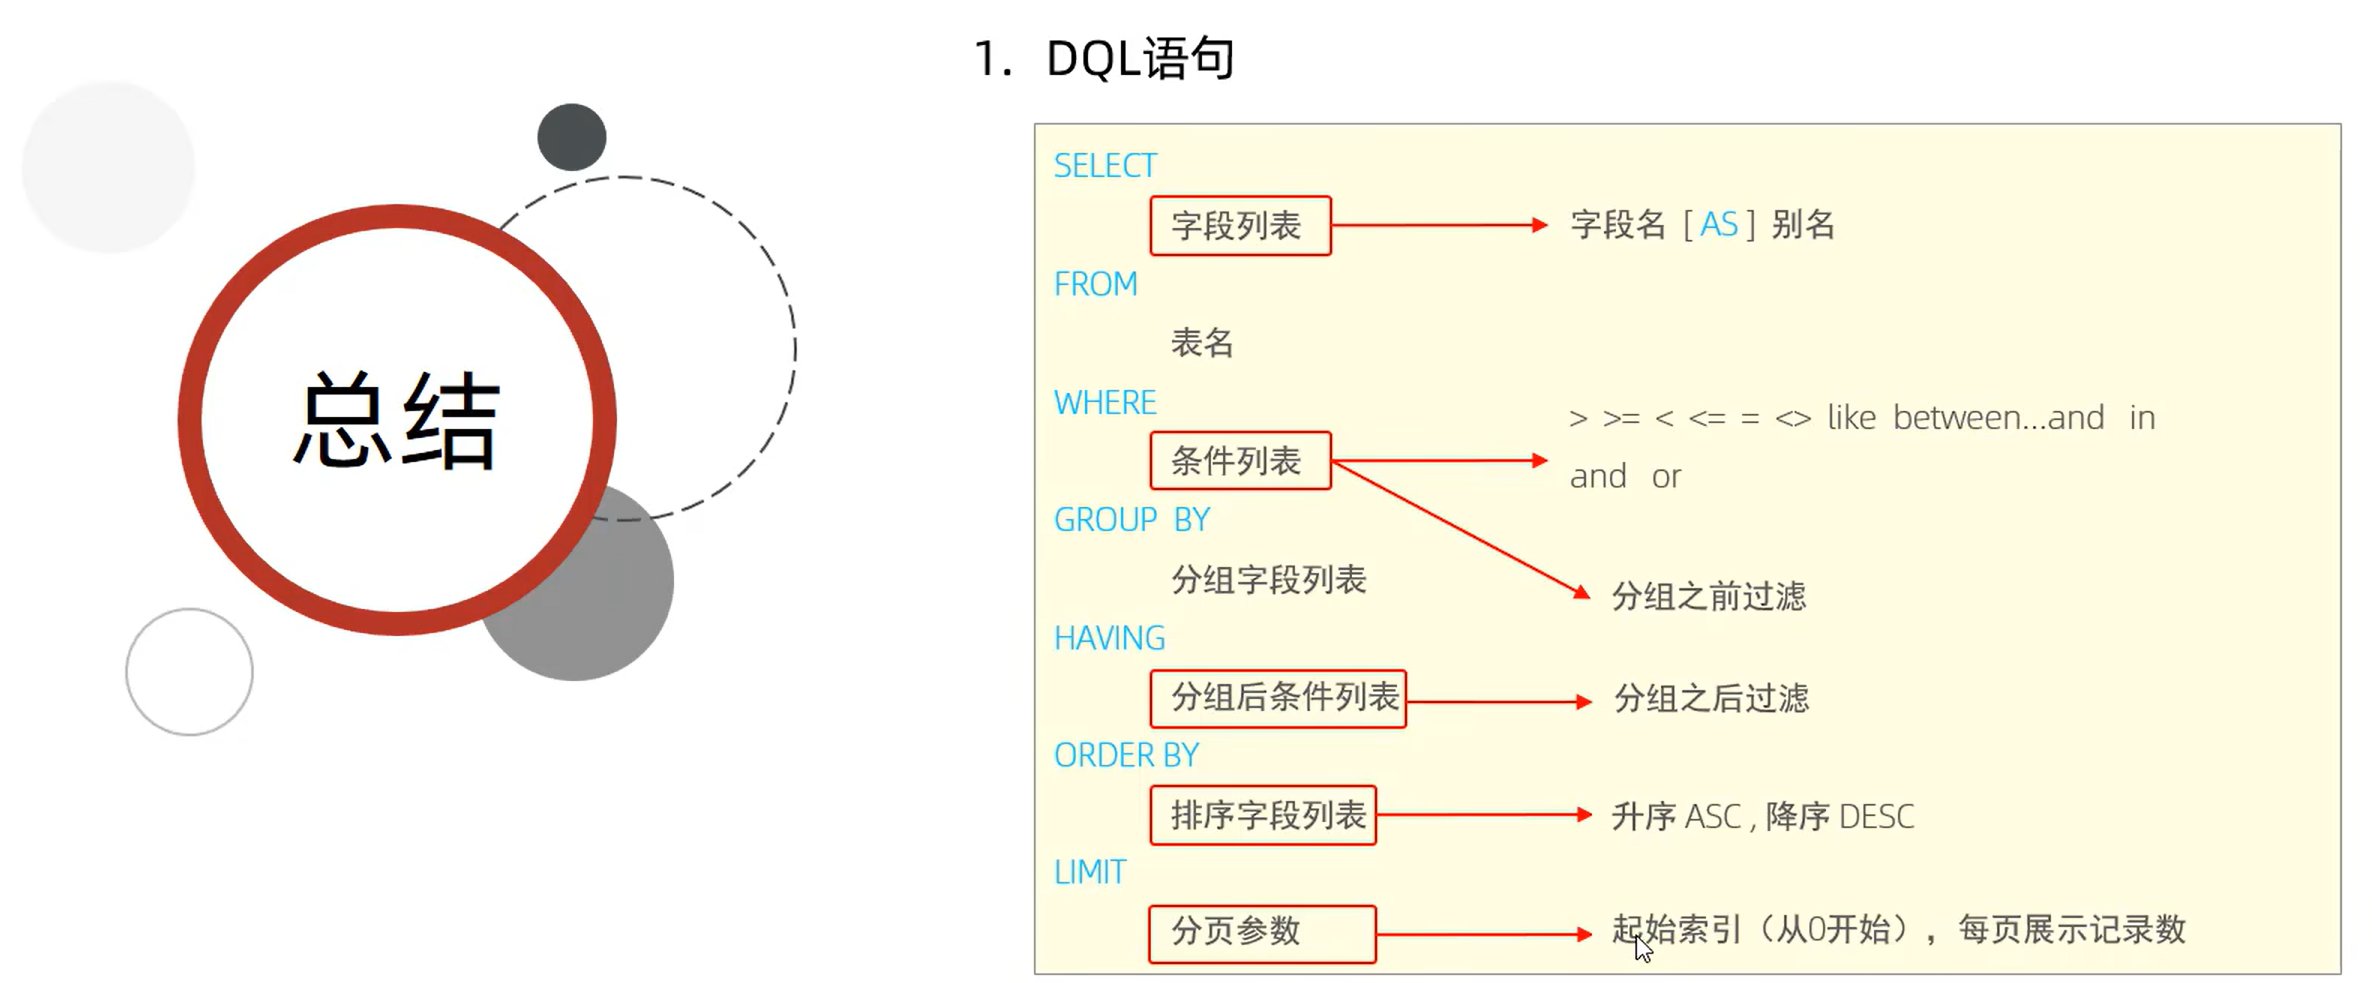 总结
1. DQL语句
SELECT
字段列表
字段名 [ AS ] 别名
FROM
表名
WHERE
条件列表
> >= < <= = <> like between...and in
and or
GROUP BY
分组字段列表
分组之前过滤
HAVING
分组后条件列表
分组之后过滤
ORDER BY
排序字段列表
升序 ASC , 降序 DESC
LIMIT
分页参数
起始索引（从0开始），每页展示记录数